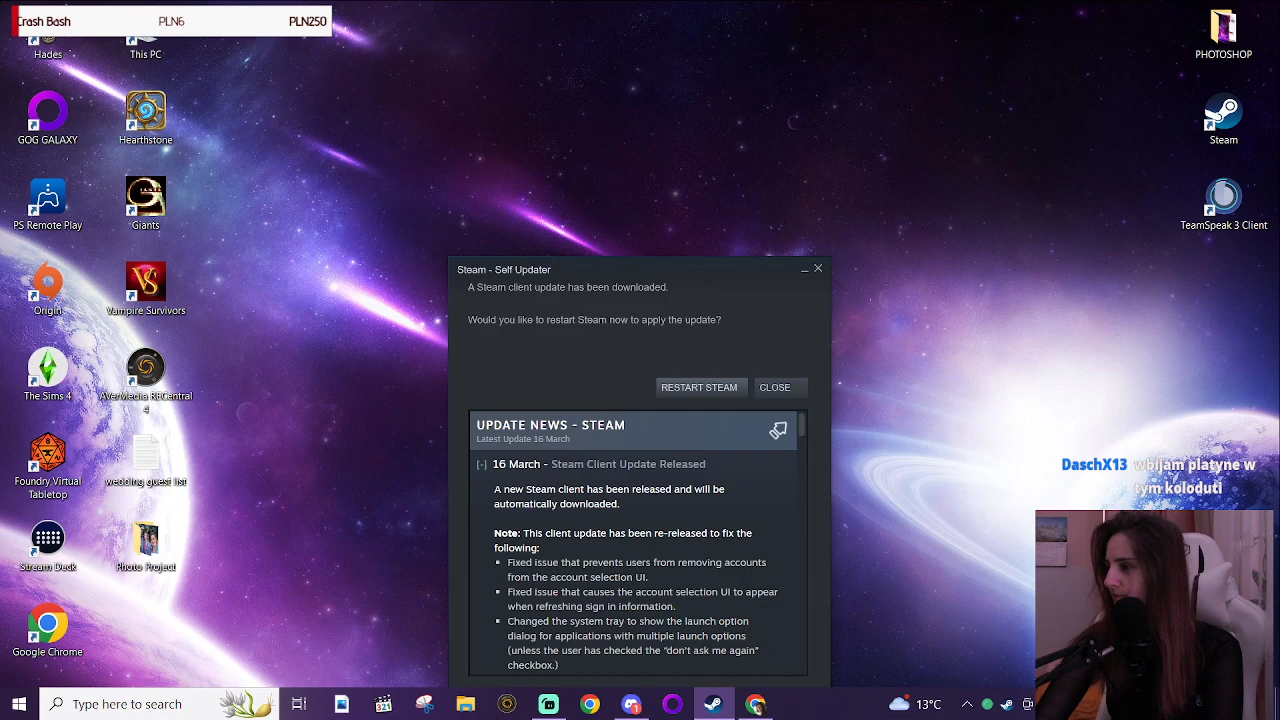 Crash Bash PLN6 PLN250
Hades
This PC
PHOTOSHOP
GOG GALAXY
Hearthstone
Steam
PS Remote Play
Giants
TeamSpeak 3 Client
Origin
Vampire Survivors
The Sims 4
AVerMedia RECentral
4
Foundry Virtual
Tabletop
wedding guest list
Stream Deck
Photo Project
Google Chrome
Steam - Self Updater
A Steam client update has been downloaded.
Would you like to restart Steam now to apply the update?
RESTART STEAM CLOSE
UPDATE NEWS - STEAM
Latest Update 16 March
[-] 16 March - Steam Client Update Released
A new Steam client has been released and will be
automatically downloaded.
Note: This client update has been re-released to fix the
following:
Fixed issue that prevents users from removing accounts
from the account selection UI.
Fixed issue that causes the account selection UI to appear
when refreshing sign in information.
Changed the system tray to show the launch option
dialog for applications with multiple launch options
(unless the user has checked the "don't ask me again"
checkbox.)
DaschX13 wbijam platyne w
tym koloduti
Type here to search
321
1
13°C